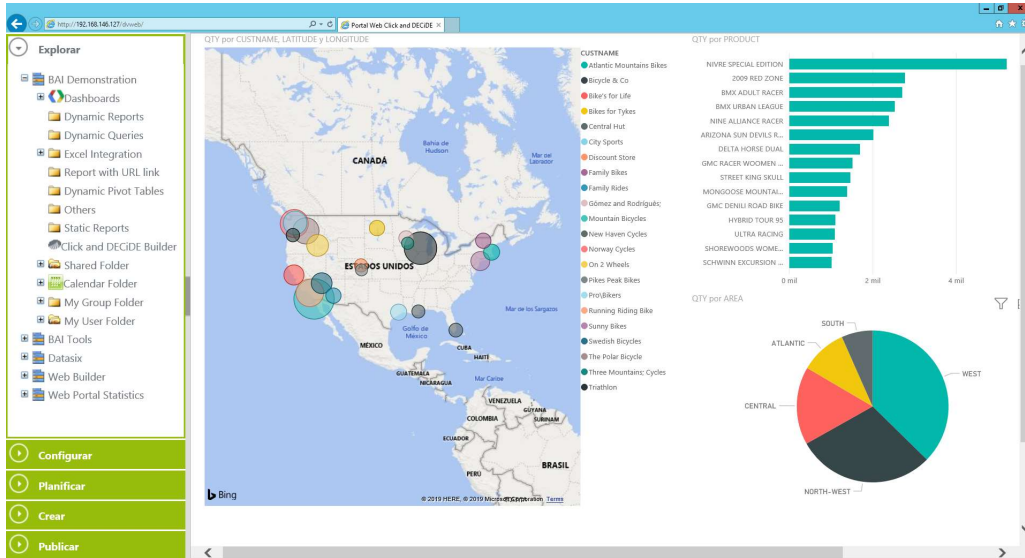 http://192.168.146.127/dvweb/
Portal Web Click and DECiDE
Explorar
BAI Demonstration
Dashboards
Dynamic Reports
Dynamic Queries
Excel Integration
Report with URL link
Dynamic Pivot Tables
Others
Static Reports
Click and DECiDE Builder
Shared Folder
Calendar Folder
My Group Folder
My User Folder
BAI Tools
Datasix
Web Builder
Web Portal Statistics
Configurar
Planificar
Crear
Publicar
QTY por CUSTNAME, LATITUDE y LONGITUDE
Bahía de
Hudson
Mar del
Labrador
CANADÁ
ESTADOS UNIDOS
Mar de los Sargazos
Golfo de
México
MÉXICO
CUBA
HAITÍ
GUATEMALA
NICARAGUA
Mar Caribe
VENEZUELA
GUYANA
SURINAM
COLOMBIA
ECUADOR
PERÚ
BRASIL
Bing
© 2019 HERE, © 2019 Microsoft Corporation Terms
CUSTNAME
Atlantic Mountains Bikes
Bicycle & Co
Bike's for Life
Bikes for Tykes
Central Hut
City Sports
Discount Store
Family Bikes
Family Rides
Gómez and Rodrígués;
Mountain Bicycles
New Haven Cycles
Norway Cycles
On 2 Wheels
Pikes Peak Bikes
Pro\Bikers
Running Riding Bike
Sunny Bikes
Swedish Bicycles
The Polar Bicycle
Three Mountains; Cycles
Triathlon
QTY por PRODUCT
NIVRE SPECIAL EDITION
2009 RED ZONE
BMX ADULT RACER
BMX URBAN LEAGUE
NINE ALLIANCE RACER
ARIZONA SUN DEVILS R...
DELTA HORSE DUAL
GMC RACER WOOMEN ...
STREET KING SKULL
MONGOOSE MOUNTAI...
GMC DENILI ROAD BIKE
HYBRID TOUR 95
ULTRA RACING
SHOREWOODS WOME...
SCHWINN EXCURSION ...
0 mil
2 mil
4 mil
QTY por AREA
SOUTH
ATLANTIC
WEST
CENTRAL
NORTH-WEST